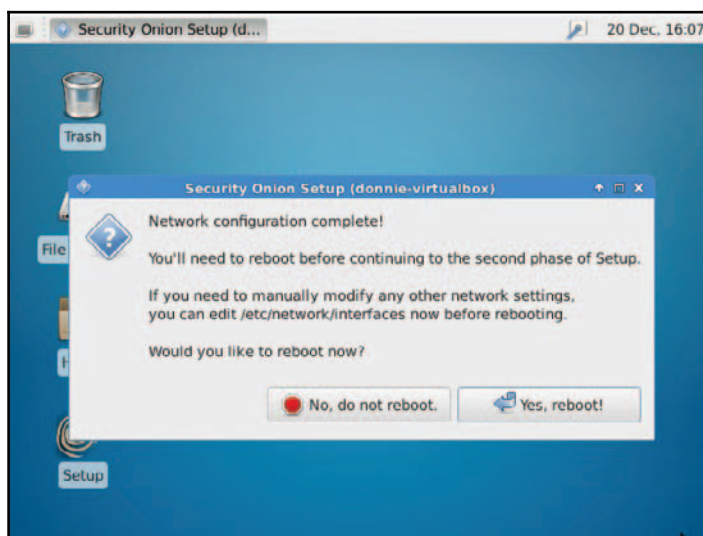 Security Onion Setup (d...
20 Dec, 16:07
Trash
Security Onion Setup (donnie-virtualbox)
Network configuration complete!
You'll need to reboot before continuing to the second phase of Setup.
File
If you need to manually modify any other network settings,
you can edit /etc/network/interfaces now before rebooting.
Would you like to reboot now?
H
No, do not reboot.
Yes, reboot!
Setup